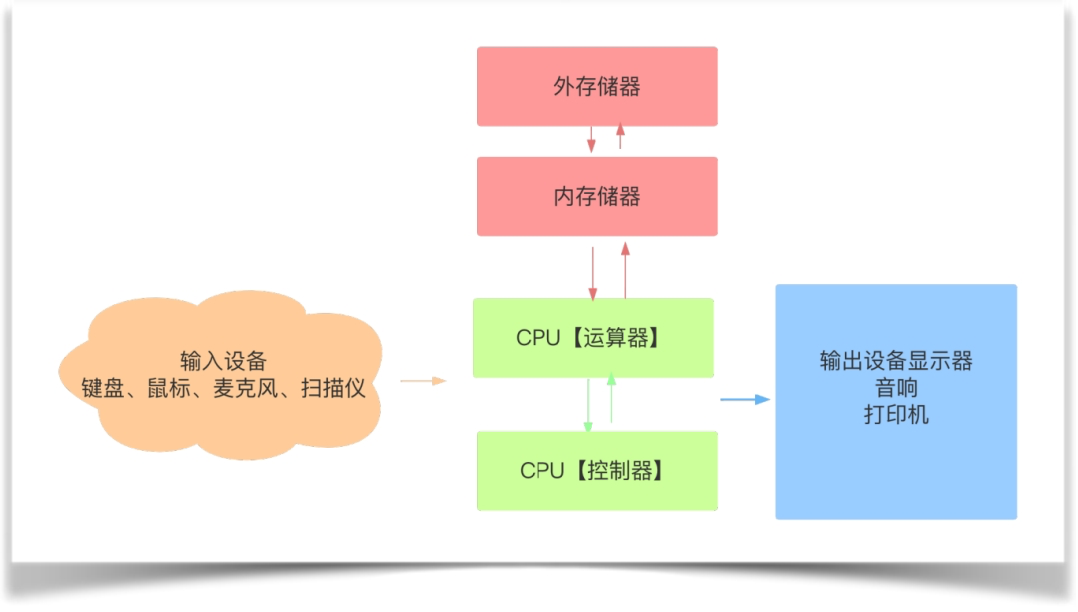 外存储器
内存储器
CPU【运算器】
CPU【控制器】
输入设备
键盘、鼠标、麦克风、扫描仪
输出设备显示器
音响
打印机